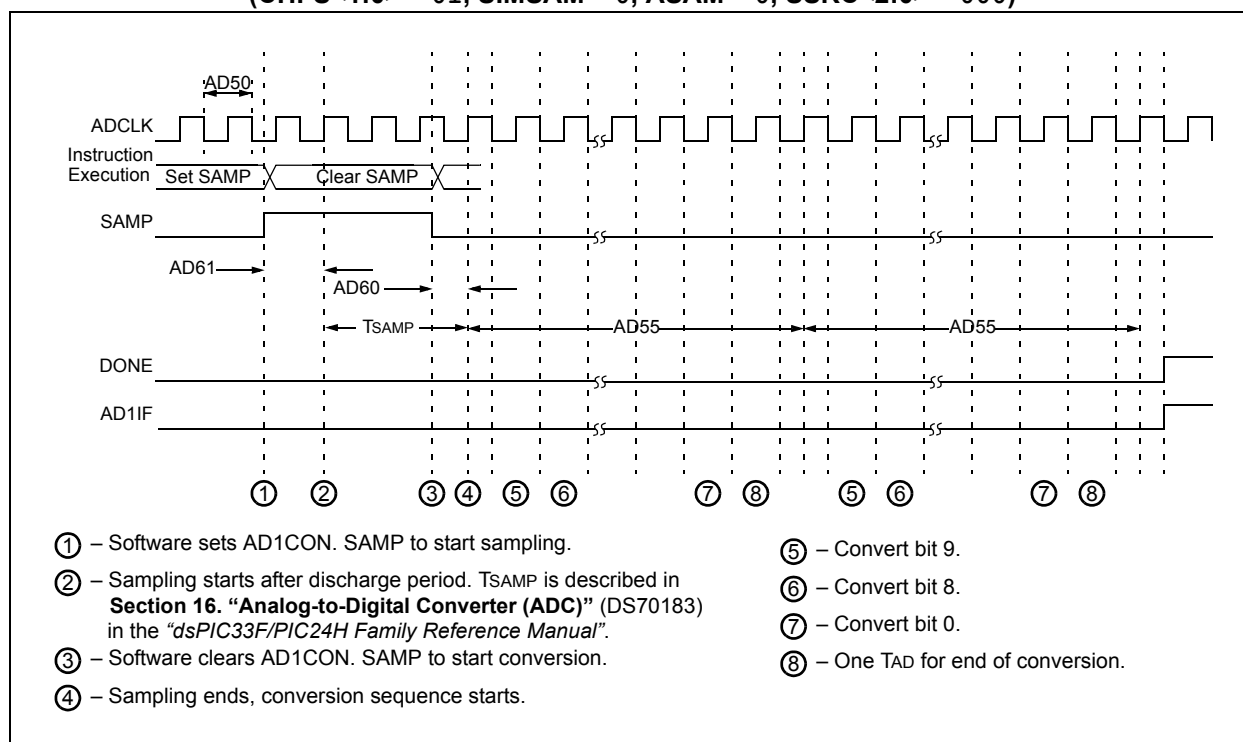 AD50
ADCLK
Instruction
Execution
Set SAMP
Clear SAMP
SAMP
AD61
AD60
TSAMP
AD55
AD55
DONE
AD1IF
1 2 3 4 5 6 7 8 5 6 7 8
1 – Software sets AD1CON. SAMP to start sampling.
2 – Sampling starts after discharge period. TSAMP is described in
Section 16. “Analog-to-Digital Converter (ADC)” (DS70183)
in the “dsPIC33F/PIC24H Family Reference Manual”.
3 – Software clears AD1CON. SAMP to start conversion.
4 – Sampling ends, conversion sequence starts.
5 – Convert bit 9.
6 – Convert bit 8.
7 – Convert bit 0.
8 – One TAD for end of conversion.